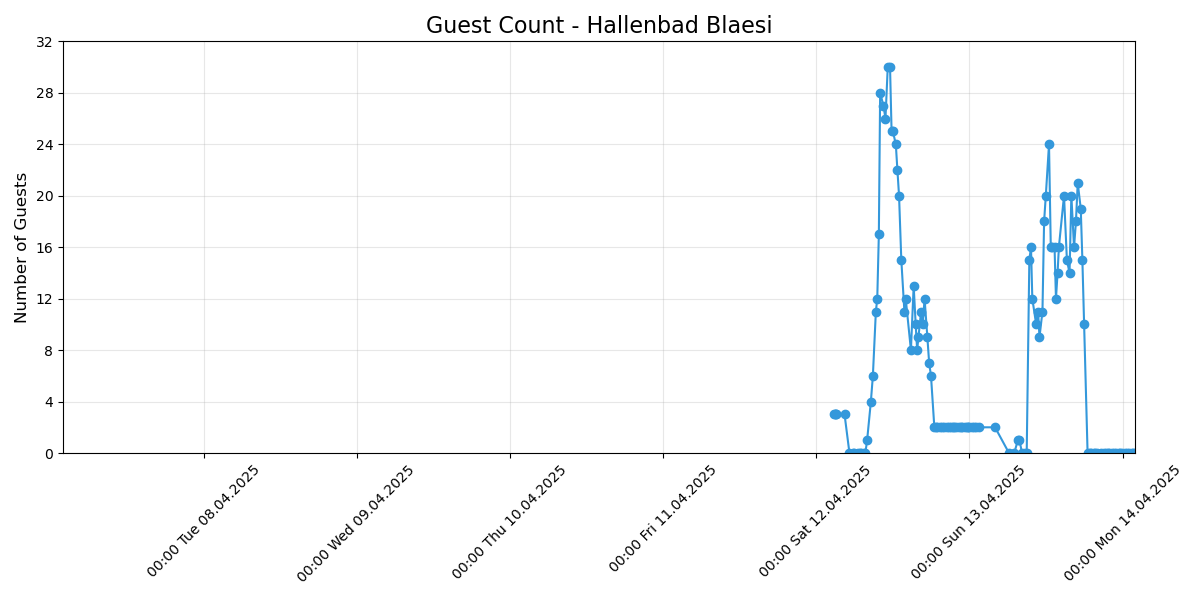 Guest Count - Hallenbad Blaesi
Number of Guests
32
28
24
20
16
12
8
4
0
00:00 Tue 08.04.2025
00:00 Wed 09.04.2025
00:00 Thu 10.04.2025
00:00 Fri 11.04.2025
00:00 Sat 12.04.2025
00:00 Sun 13.04.2025
00:00 Mon 14.04.2025